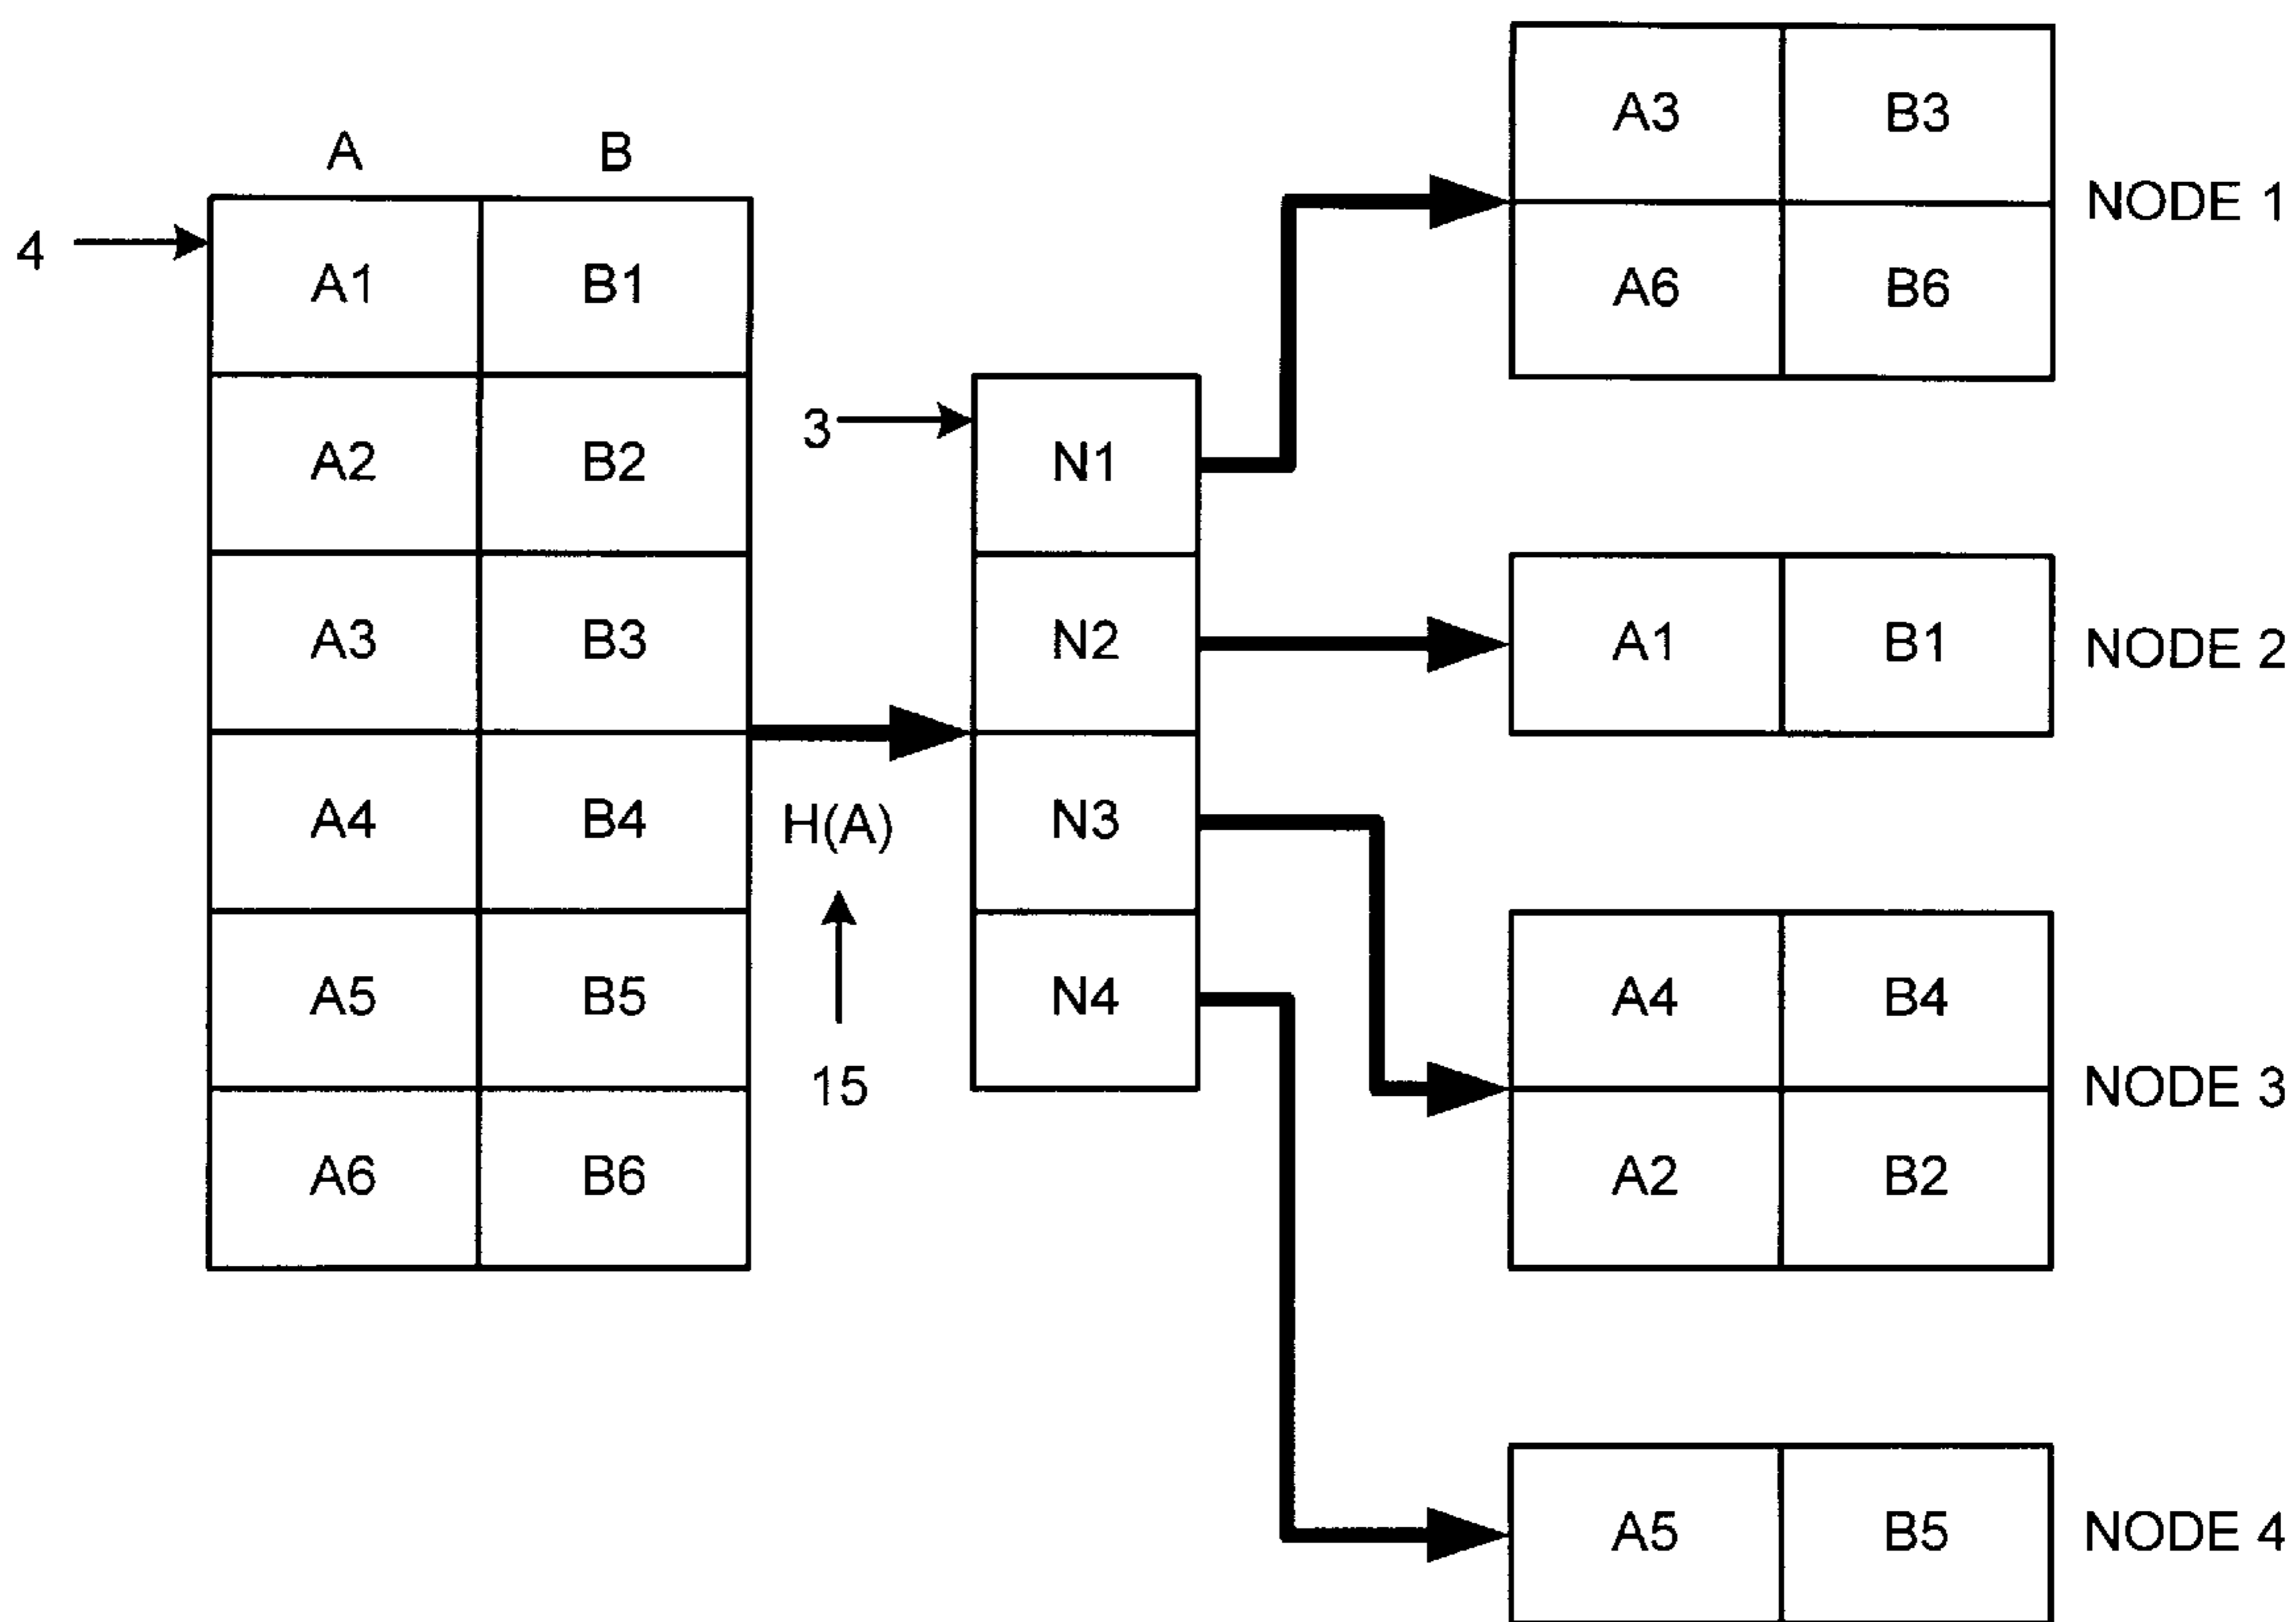 A B
4
A1 B1
A2 B2
A3 B3
A4 B4
A5 B5
A6 B6
H(A)
15
3
N1
N2
N3
N4
A3 B3
A6 B6
NODE 1
A1 B1
NODE 2
A4 B4
A2 B2
NODE 3
A5 B5
NODE 4